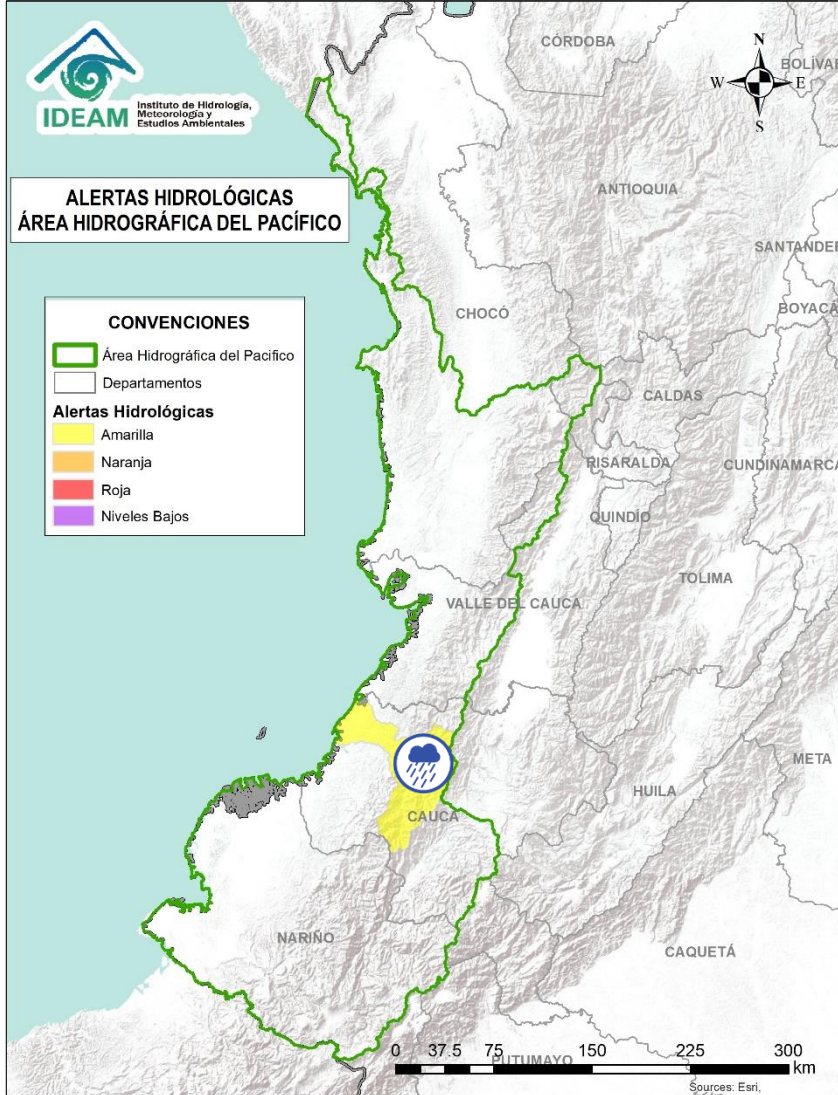 IDEAM
Instituto de Hidrología,
Meteorología y
Estudios Ambientales
ALERTAS HIDROLÓGICAS
ÁREA HIDROGRÁFICA DEL PACÍFICO
CONVENCIONES
Área Hidrográfica del Pacifico
Departamentos
Alertas Hidrológicas
Amarilla
Naranja
Roja
Niveles Bajos
N
W E
S
CÓRDOBA
BOLÍVAR
ANTIOQUIA
SANTANDER
BOYACÁ
CHOCÓ
CALDAS
RISARALDA
CUNDINAMARCA
QUINDÍO
TOLIMA
VALLE DEL CAUCA
META
HUILA
CAUCA
NARIÑO
CAQUETÁ
PUTUMAYO
0 37.5 75 150 225 300
km
Sources: Esri,